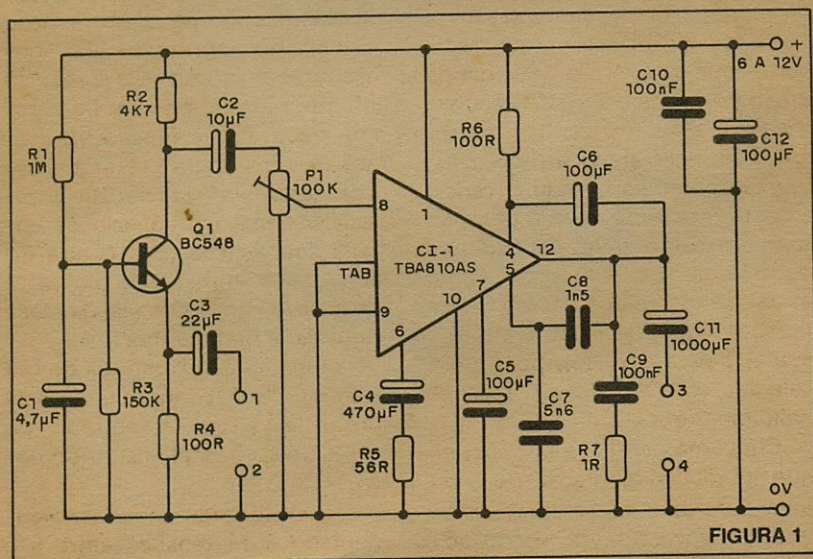 R1
1M
R2
4K7
C2
10µF
P1
100K
Q1
BC548
C3
22µF
C1
4,7µF
R3
150K
R4
100R
1
2
8
TAB
9
CI-1
TBA810AS
1
4
12
5
7
10
6
R6
100R
C6
100µF
C8
1n5
C4
470µF
R5
56R
C5
100µF
C7
5n6
C9
100nF
R7
1R
C11
1000µF
3
4
C10
100nF
C12
100µF
+
6 A 12V
0V
FIGURA 1